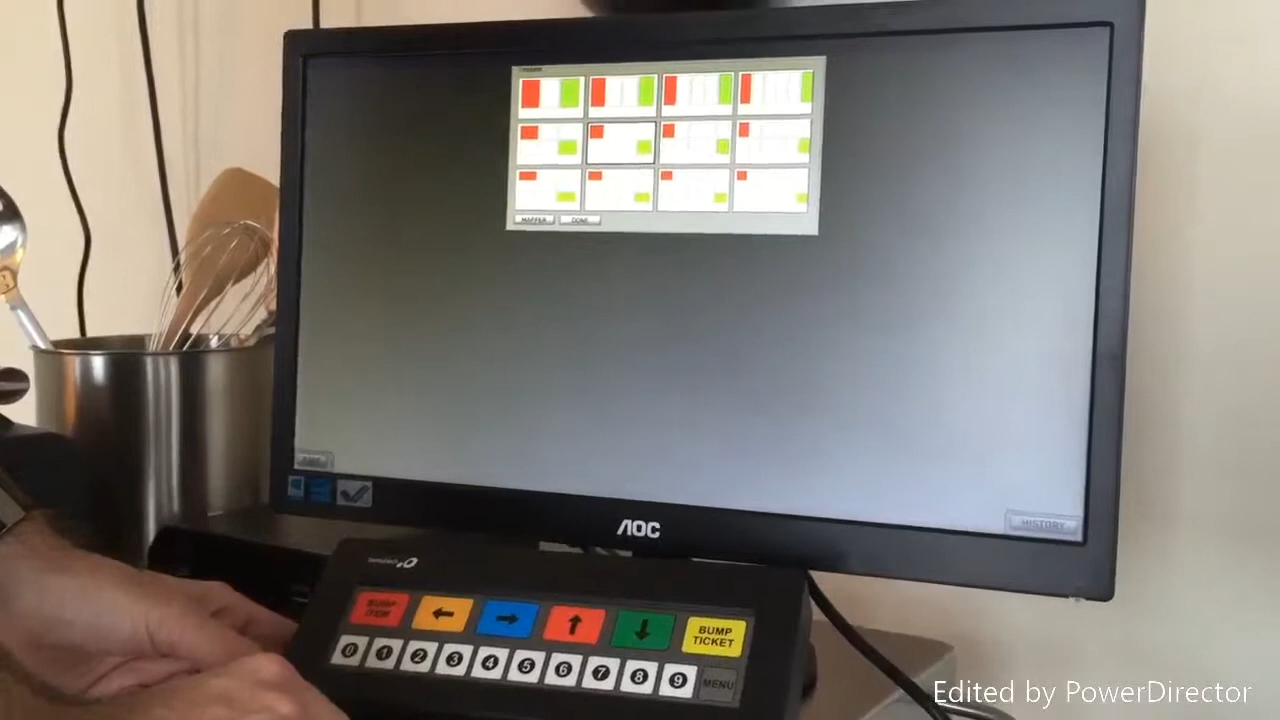 DONE
HISTORY
AOC
BUMP
ITEM
BUMP
TICKET
0 1 2 3 4 5 6 7 8 9
MENU
Edited by PowerDirector